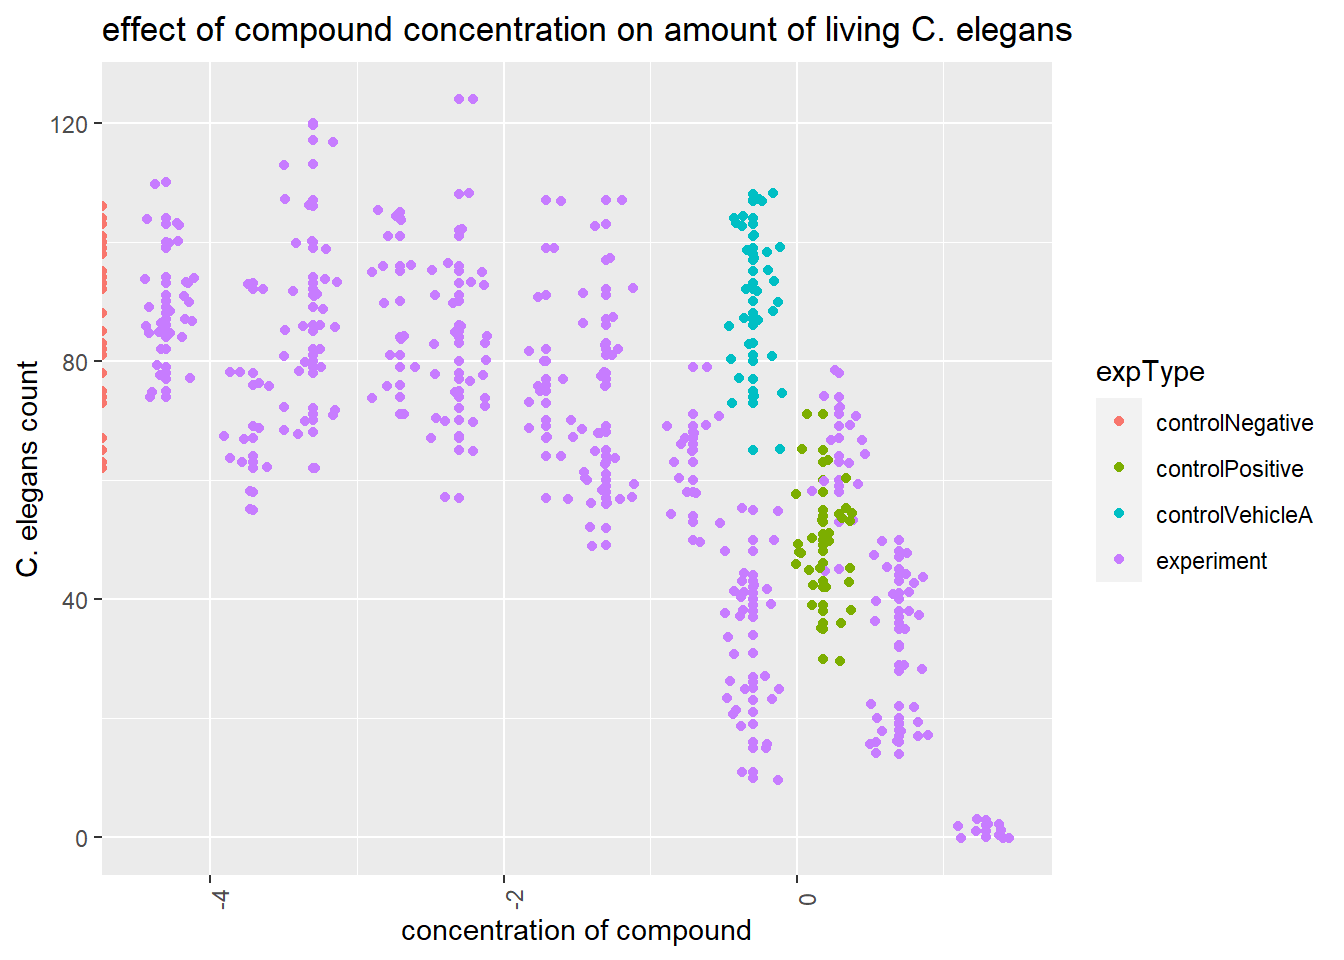 effect of compound concentration on amount of living C. elegans
C. elegans count
120
80
40
0
-4
-2
0
concentration of compound
expType
controlNegative
controlPositive
controlVehicleA
experiment